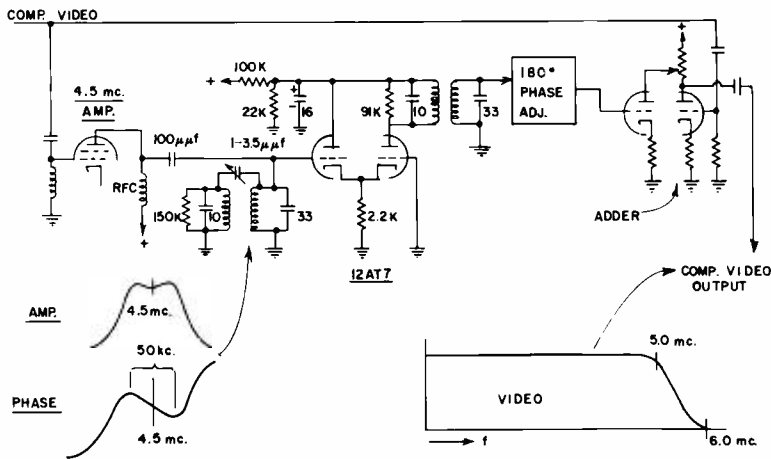 COMP. VIDEO
4.5 mc.
AMP.
100K
22K
16
91K
10
33
180°
PHASE
ADJ.
100μμf
1-3.5μμf
RFC
150K
10
33
2.2K
12AT7
ADDER
COMP. VIDEO
OUTPUT
AMP.
4.5 mc.
50kc.
PHASE
4.5 mc.
5.0 mc.
VIDEO
f
6.0 mc.
+
+
+
+
-